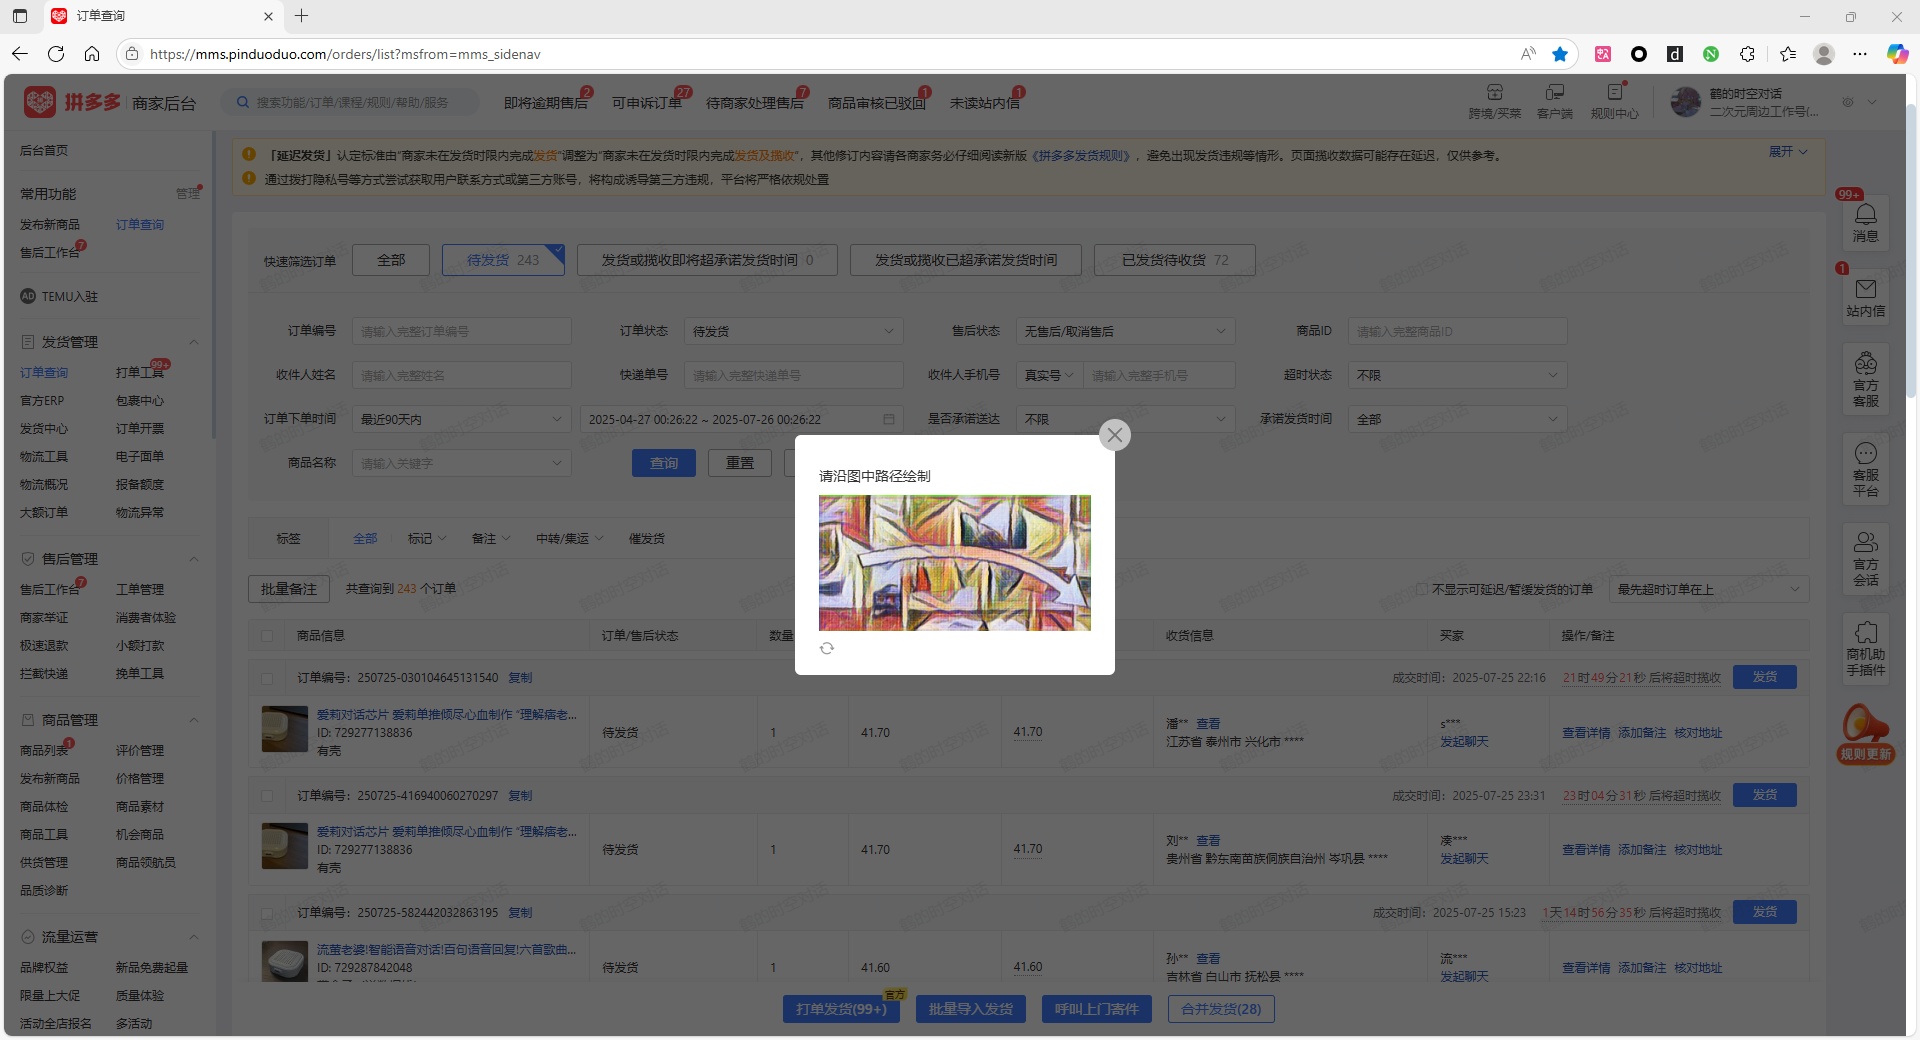 订单查询
https://mms.pinduoduo.com/orders/list?msfrom=mms_sidenav
拼多多 商家后台
搜索功能/订单/课程/规则/帮助/服务
即将逾期售后 2 可申诉订单 27 待商家处理售后 7 商品审核已驳回 1 未读站内信 1
跨境/买菜 客户端 规则中心
鹤的时空对话
二次元周边工作号(...
后台首页
常用功能 管理
发布新商品 订单查询
售后工作台 7
AD TEMU入驻
发货管理
订单查询 打单工具 99+
官方ERP 包裹中心
发货中心 订单开票
物流工具 电子面单
物流概况 报备额度
大额订单 物流异常
售后管理
售后工作台 7 工单管理
商家举证 消费者体验
极速退款 小额打款
拦截快递 挽单工具
商品管理
商品列表 1 评价管理
发布新商品 价格管理
商品体检 商品素材
商品工具 机会商品
供货管理 商品领航员
品质诊断
流量运营
品牌权益 新品免费起量
限量上大促 质量体验
活动全店报名 多活动
「延迟发货」认定标准由“商家未在发货时限内完成发货”调整为“商家未在发货时限内完成发货及揽收”，其他修订内容请各商家务必仔细阅读新版《拼多多发货规则》，避免出现发货违规等情形。页面揽收数据可能存在延迟，仅供参考。
展开
通过拨打隐私号等方式尝试获取用户联系方式或第三方账号，将构成诱导第三方违规，平台将严格依规处置
快速筛选订单 全部 待发货 243 发货或揽收即将超承诺发货时间 0 发货或揽收已超承诺发货时间 已发货待收货 72
订单编号 请输入完整订单编号 订单状态 待发货 售后状态 无售后/取消售后 商品ID 请输入完整商品ID
收件人姓名 请输入完整姓名 快递单号 请输入完整快递单号 收件人手机号 真实号 请输入完整手机号 超时状态 不限
订单下单时间 最近90天内 2025-04-27 00:26:22 ~ 2025-07-26 00:26:22 是否承诺送达 不限 承诺发货时间 全部
商品名称 请输入关键字 查询 重置
标签 全部 标记 备注 中转/集运 催发货
批量备注 共查询到 243 个订单
不显示可延迟/暂缓发货的订单 最先超时订单在上
商品信息 订单/售后状态 数量 收货信息 买家 操作/备注
订单编号：250725-030104645131540 复制 成交时间：2025-07-25 22:16 21时49分21秒 后将超时揽收 发货
爱莉对话芯片 爱莉单推倾尽心血制作 “理解痞老...
ID: 729277138836
有壳
待发货 1 41.70 41.70
潘** 查看
江苏省 泰州市 兴化市 ****
s***
发起聊天
查看详情 添加备注 核对地址
订单编号：250725-416940060270297 复制 成交时间：2025-07-25 23:31 23时04分31秒 后将超时揽收 发货
爱莉对话芯片 爱莉单推倾尽心血制作 “理解痞老...
ID: 729277138836
有壳
待发货 1 41.70 41.70
刘** 查看
贵州省 黔东南苗族侗族自治州 岑巩县 ****
凑***
发起聊天
查看详情 添加备注 核对地址
订单编号：250725-582442032863195 复制 成交时间：2025-07-25 15:23 1天14时56分35秒 后将超时揽收 发货
流萤老婆!智能语音对话!百句语音回复!六首歌曲...
ID: 729287842048
待发货 1 41.60 41.60
孙** 查看
吉林省 白山市 抚松县 ****
流***
发起聊天
查看详情 添加备注 核对地址
打单发货(99+) 官方 批量导入发货 呼叫上门寄件 合并发货(28)
请沿图中路径绘制
99+
消息
1
站内信
官方
客服
客服
平台
官方
会话
商机助
手插件
规则更新
鹤的时空对话